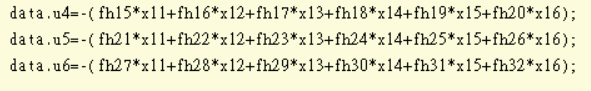 data.u4=-(fh15*x11+fh16*x12+fh17*x13+fh18*x14+fh19*x15+fh20*x16);
data.u5=-(fh21*x11+fh22*x12+fh23*x13+fh24*x14+fh25*x15+fh26*x16);
data.u6=-(fh27*x11+fh28*x12+fh29*x13+fh30*x14+fh31*x15+fh32*x16);